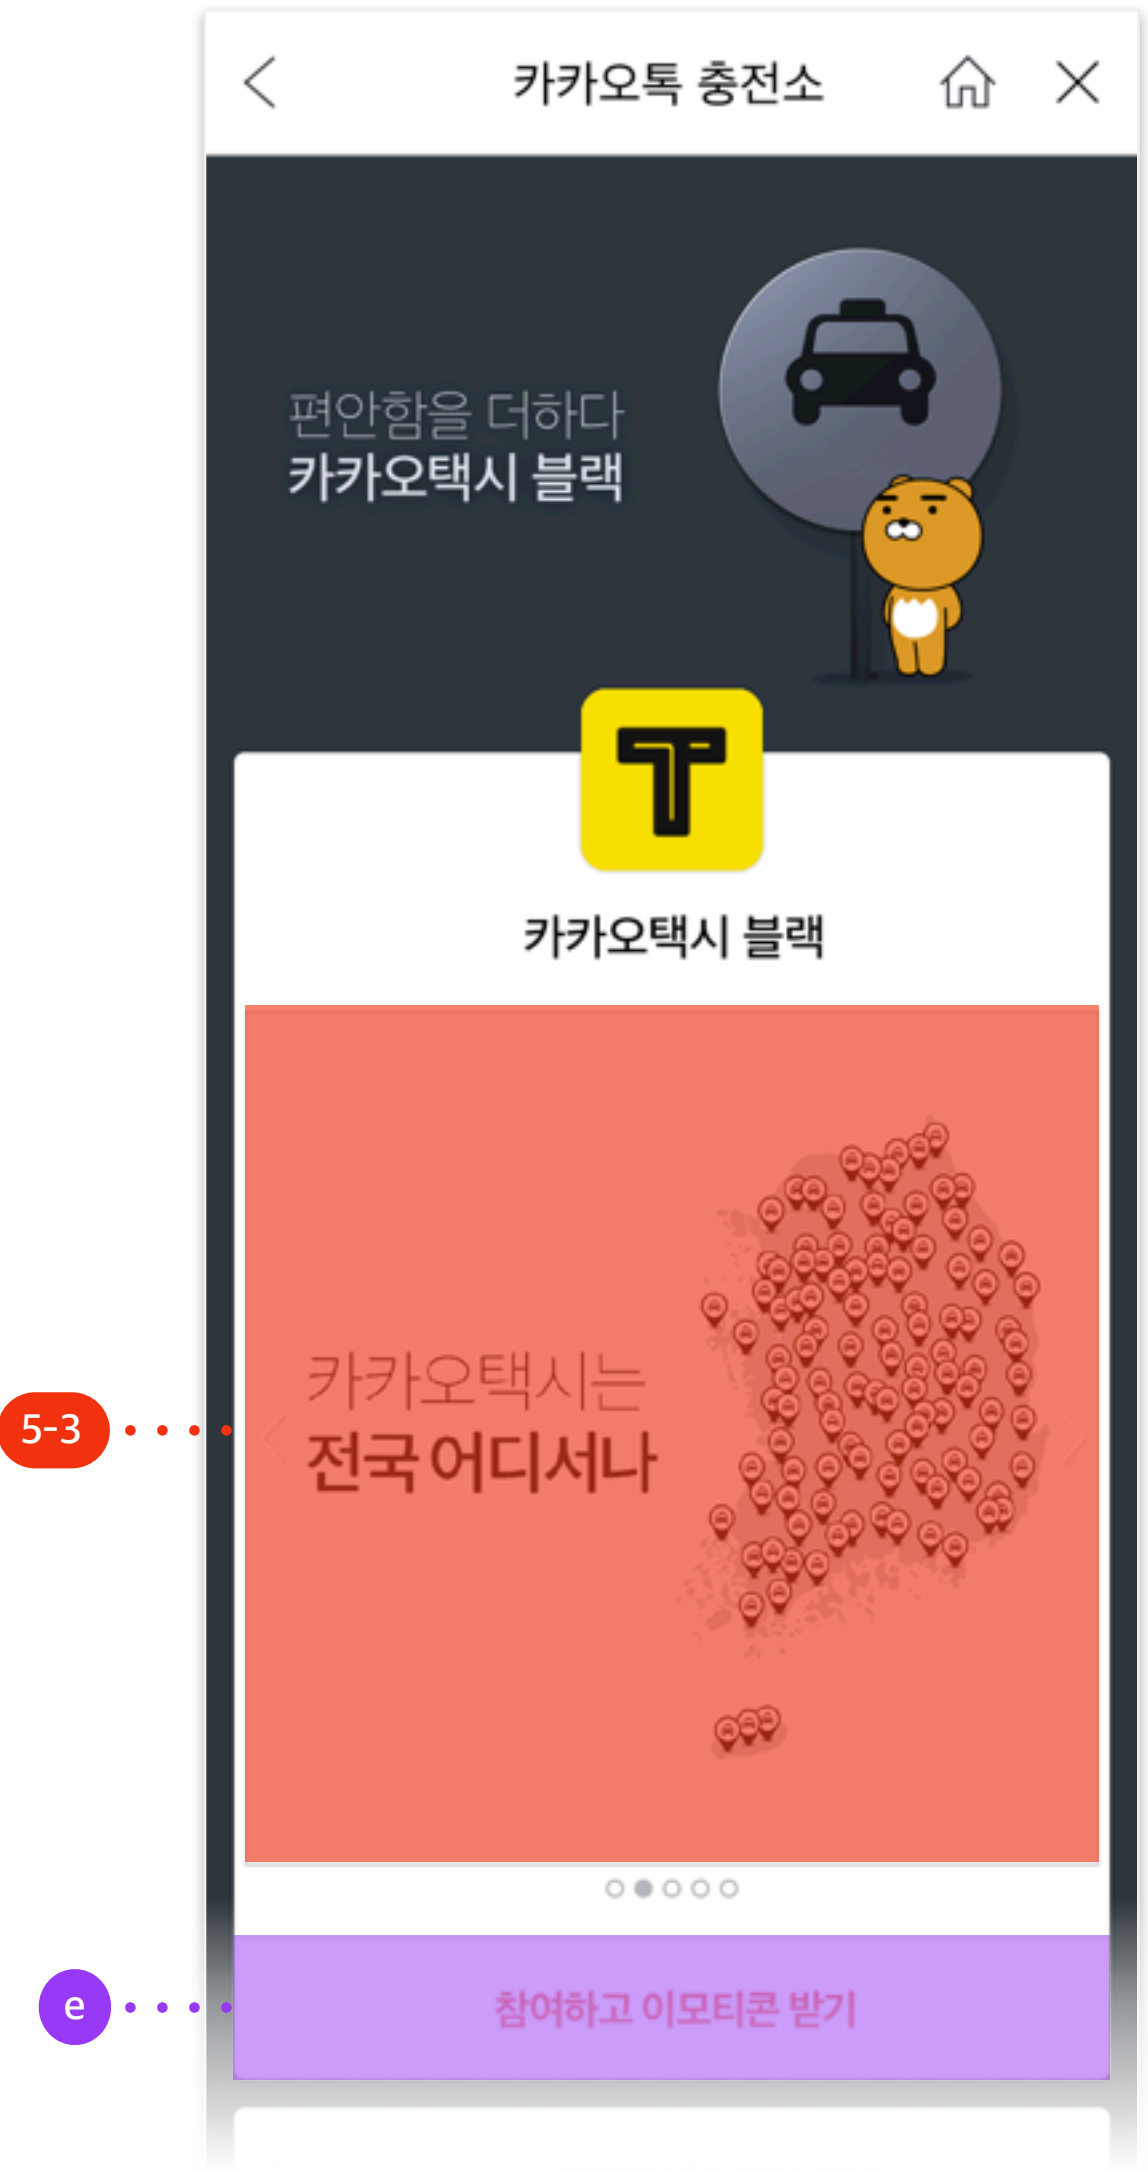 카카오톡 충전소
편안함을 더하다
카카오택시 블랙
T
카카오택시 블랙
카카오택시는
전국 어디서나
5-3
e
참여하고 이모티콘 받기